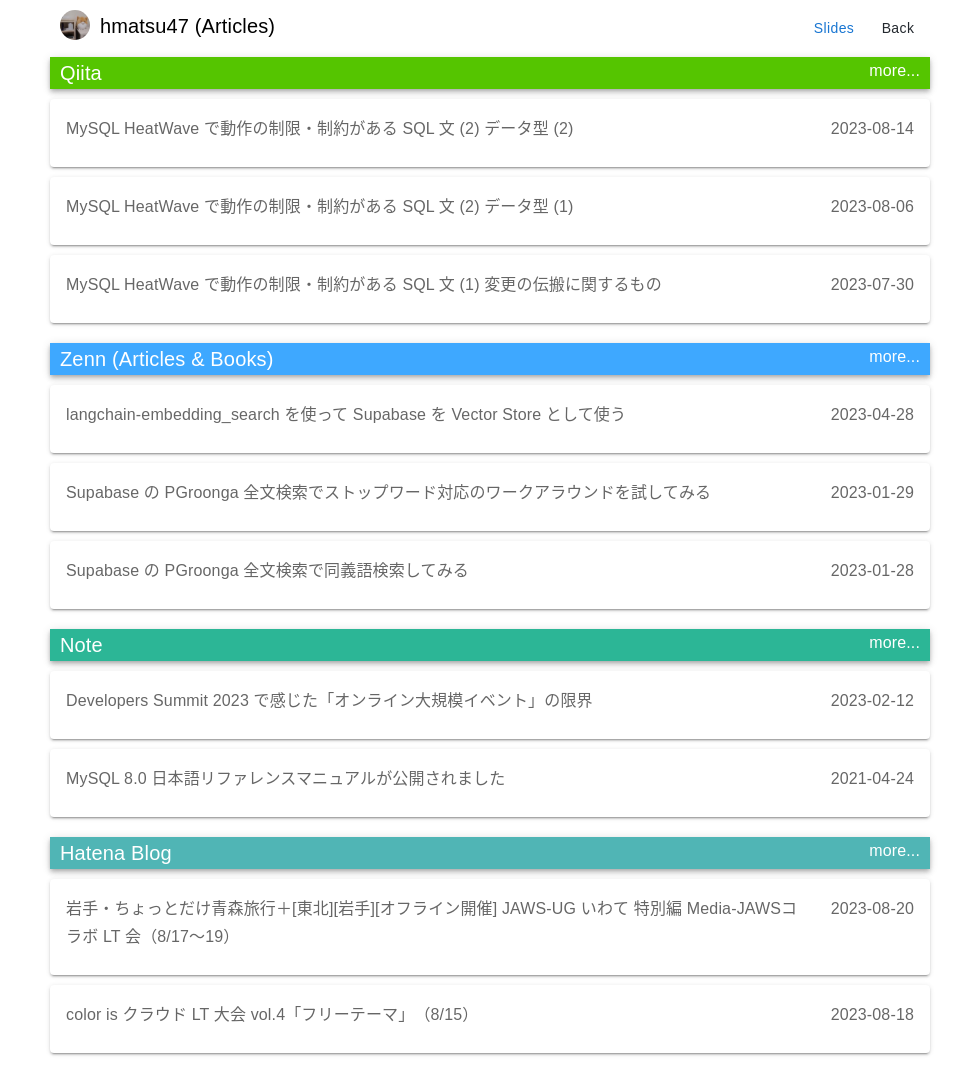 hmatsu47 (Articles)
Slides
Back
Qiita
more...
MySQL HeatWave で動作の制限・制約がある SQL 文 (2) データ型 (2)
2023-08-14
MySQL HeatWave で動作の制限・制約がある SQL 文 (2) データ型 (1)
2023-08-06
MySQL HeatWave で動作の制限・制約がある SQL 文 (1) 変更の伝搬に関するもの
2023-07-30
Zenn (Articles & Books)
more...
langchain-embedding_search を使って Supabase を Vector Store として使う
2023-04-28
Supabase の PGroonga 全文検索でストップワード対応のワークアラウンドを試してみる
2023-01-29
Supabase の PGroonga 全文検索で同義語検索してみる
2023-01-28
Note
more...
Developers Summit 2023 で感じた「オンライン大規模イベント」の限界
2023-02-12
MySQL 8.0 日本語リファレンスマニュアルが公開されました
2021-04-24
Hatena Blog
more...
岩手・ちょっとだけ青森旅行＋[東北][岩手][オフライン開催] JAWS-UG いわて 特別編 Media-JAWSコ
2023-08-20
ラボ LT 会（8/17〜19）
color is クラウド LT 大会 vol.4「フリーテーマ」（8/15）
2023-08-18